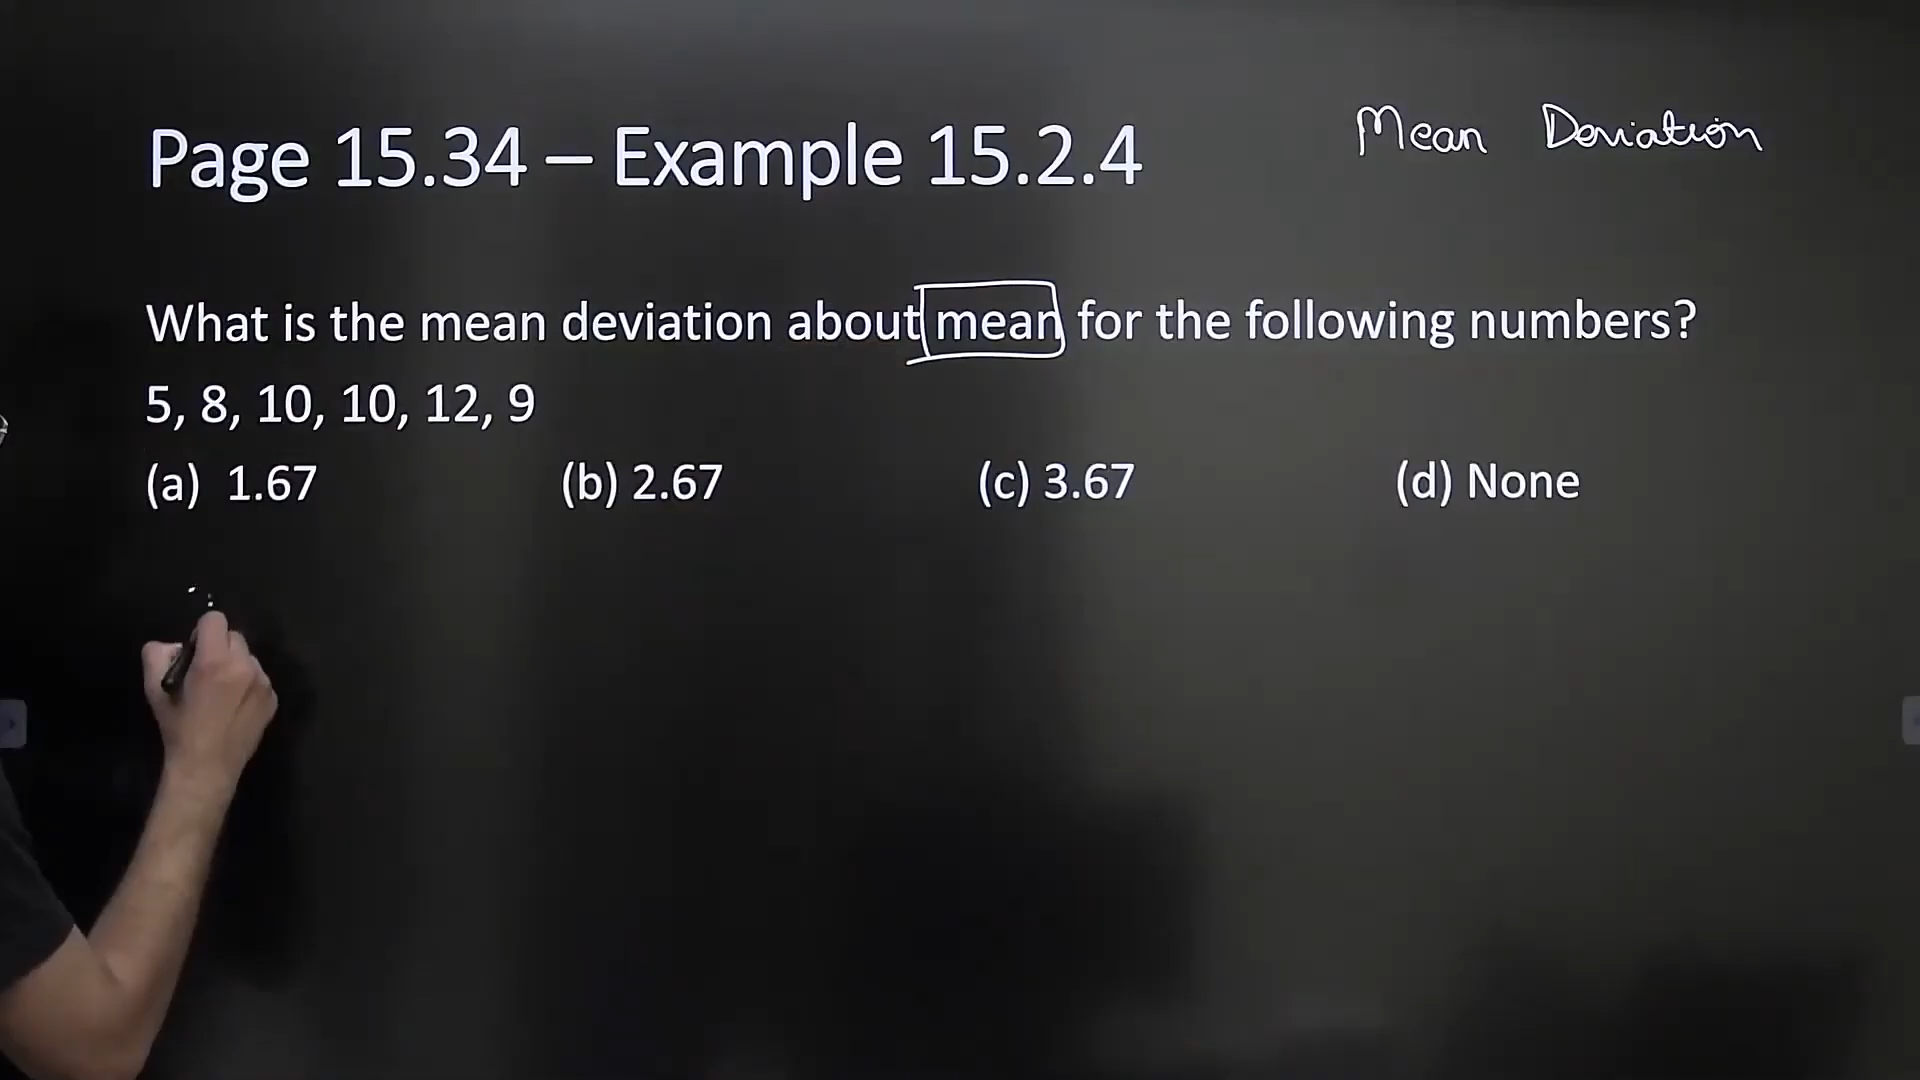 Page 15.34 – Example 15.2.4
Mean Deviation
What is the mean deviation about mean for the following numbers?
5, 8, 10, 10, 12, 9
(a) 1.67 (b) 2.67 (c) 3.67 (d) None